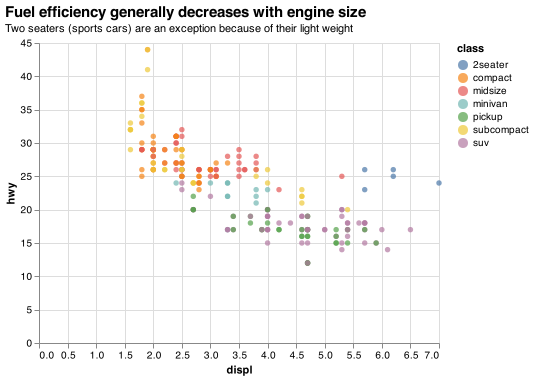 Fuel efficiency generally decreases with engine size
Two seaters (sports cars) are an exception because of their light weight
class
2seater
compact
midsize
minivan
pickup
subcompact
suv
hwy
45
40
35
30
25
20
15
10
5
0
0.0 0.5 1.0 1.5 2.0 2.5 3.0 3.5 4.0 4.5 5.0 5.5 6.0 6.5 7.0
displ